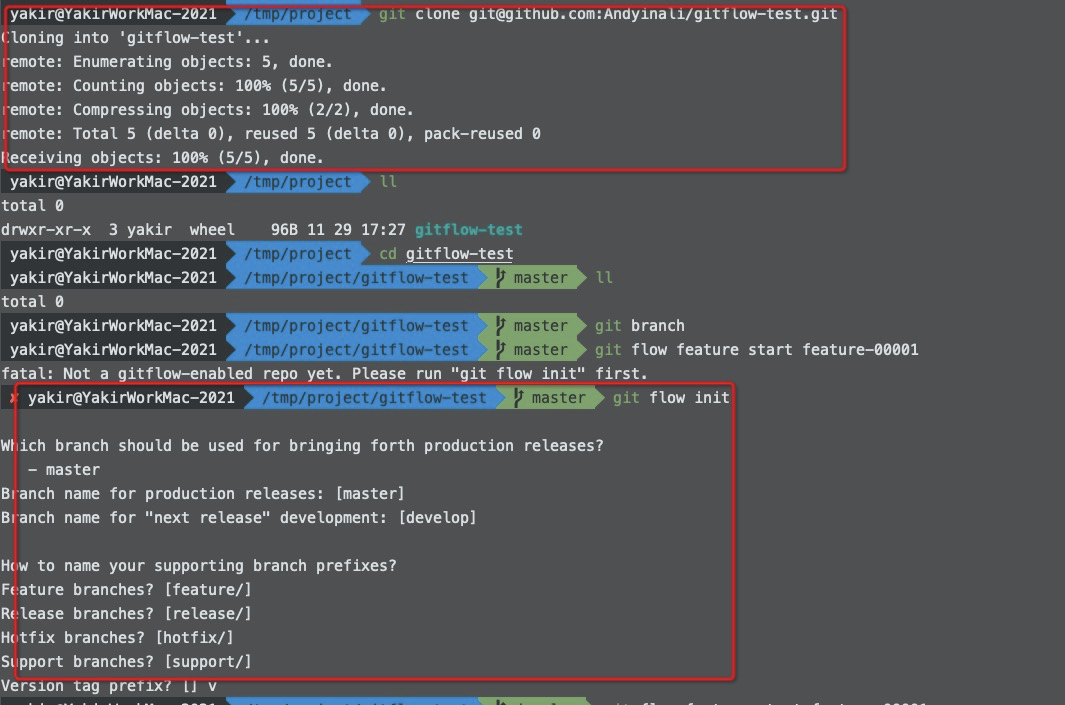 yakir@YakirWorkMac-2021 /tmp/project git clone git@github.com:Andyinali/gitflow-test.git
Cloning into 'gitflow-test'...
remote: Enumerating objects: 5, done.
remote: Counting objects: 100% (5/5), done.
remote: Compressing objects: 100% (2/2), done.
remote: Total 5 (delta 0), reused 5 (delta 0), pack-reused 0
Receiving objects: 100% (5/5), done.
yakir@YakirWorkMac-2021 /tmp/project ll
total 0
drwxr-xr-x 3 yakir wheel 96B 11 29 17:27 gitflow-test
yakir@YakirWorkMac-2021 /tmp/project cd gitflow-test
yakir@YakirWorkMac-2021 /tmp/project/gitflow-test master ll
total 0
yakir@YakirWorkMac-2021 /tmp/project/gitflow-test master git branch
yakir@YakirWorkMac-2021 /tmp/project/gitflow-test master git flow feature start feature-00001
fatal: Not a gitflow-enabled repo yet. Please run "git flow init" first.
✘ yakir@YakirWorkMac-2021 /tmp/project/gitflow-test master git flow init
Which branch should be used for bringing forth production releases?
- master
Branch name for production releases: [master]
Branch name for "next release" development: [develop]
How to name your supporting branch prefixes?
Feature branches? [feature/]
Release branches? [release/]
Hotfix branches? [hotfix/]
Support branches? [support/]
Version tag prefix? [] v